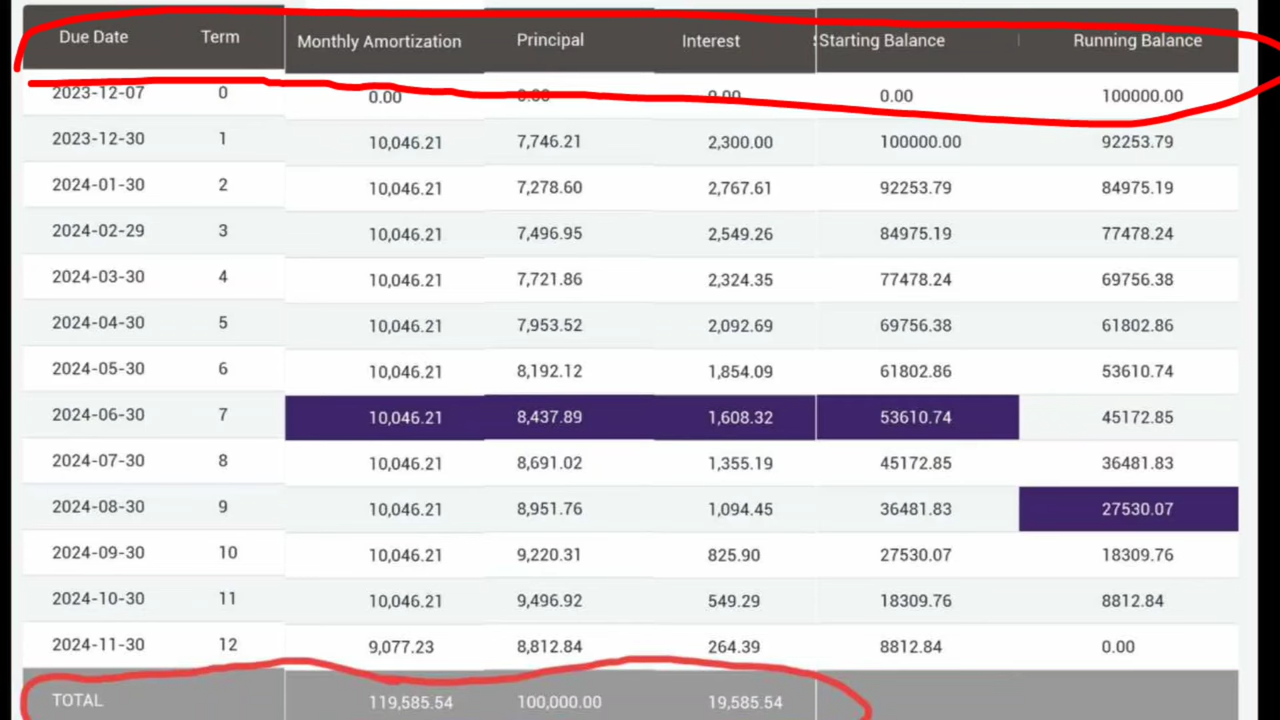 Due Date Term Monthly Amortization Principal Interest Starting Balance Running Balance
2023-12-07 0 0.00 0.00 0.00 0.00 100000.00
2023-12-30 1 10,046.21 7,746.21 2,300.00 100000.00 92253.79
2024-01-30 2 10,046.21 7,278.60 2,767.61 92253.79 84975.19
2024-02-29 3 10,046.21 7,496.95 2,549.26 84975.19 77478.24
2024-03-30 4 10,046.21 7,721.86 2,324.35 77478.24 69756.38
2024-04-30 5 10,046.21 7,953.52 2,092.69 69756.38 61802.86
2024-05-30 6 10,046.21 8,192.12 1,854.09 61802.86 53610.74
2024-06-30 7 10,046.21 8,437.89 1,608.32 53610.74 45172.85
2024-07-30 8 10,046.21 8,691.02 1,355.19 45172.85 36481.83
2024-08-30 9 10,046.21 8,951.76 1,094.45 36481.83 27530.07
2024-09-30 10 10,046.21 9,220.31 825.90 27530.07 18309.76
2024-10-30 11 10,046.21 9,496.92 549.29 18309.76 8812.84
2024-11-30 12 9,077.23 8,812.84 264.39 8812.84 0.00
TOTAL 119,585.54 100,000.00 19,585.54